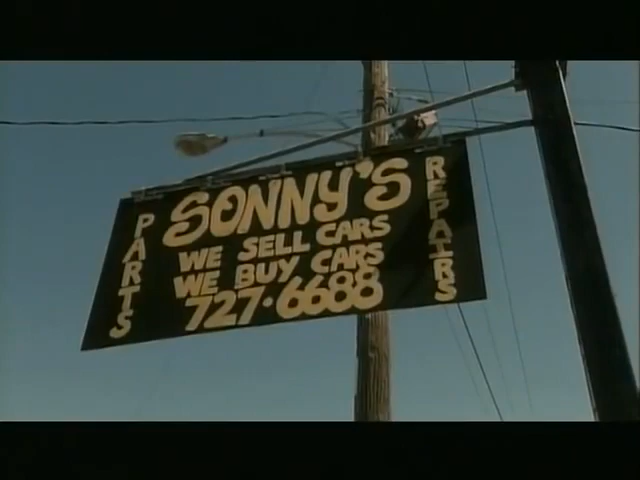 SONNY'S
PARTS
WE SELL CARS
WE BUY CARS
727-6688
REPAIRS